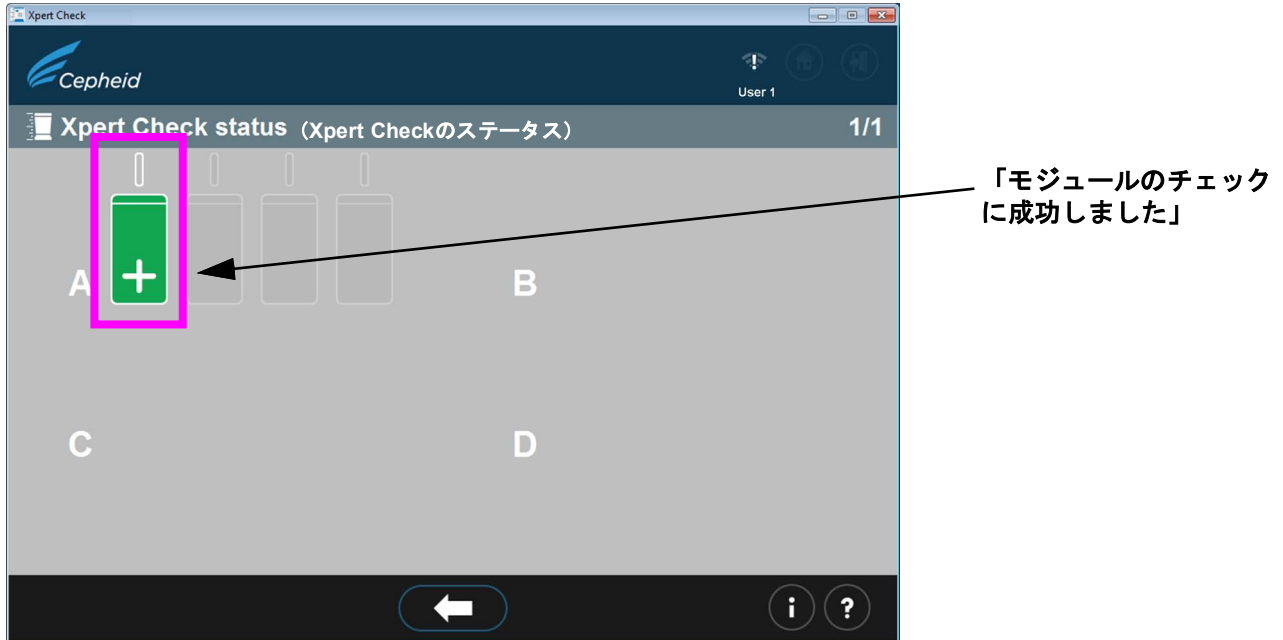 Xpert Check
Cepheid
User 1
Xpert Check status (Xpert Checkのステータス) 1/1
「モジュールのチェック
に成功しました」
A B
C D
i ?